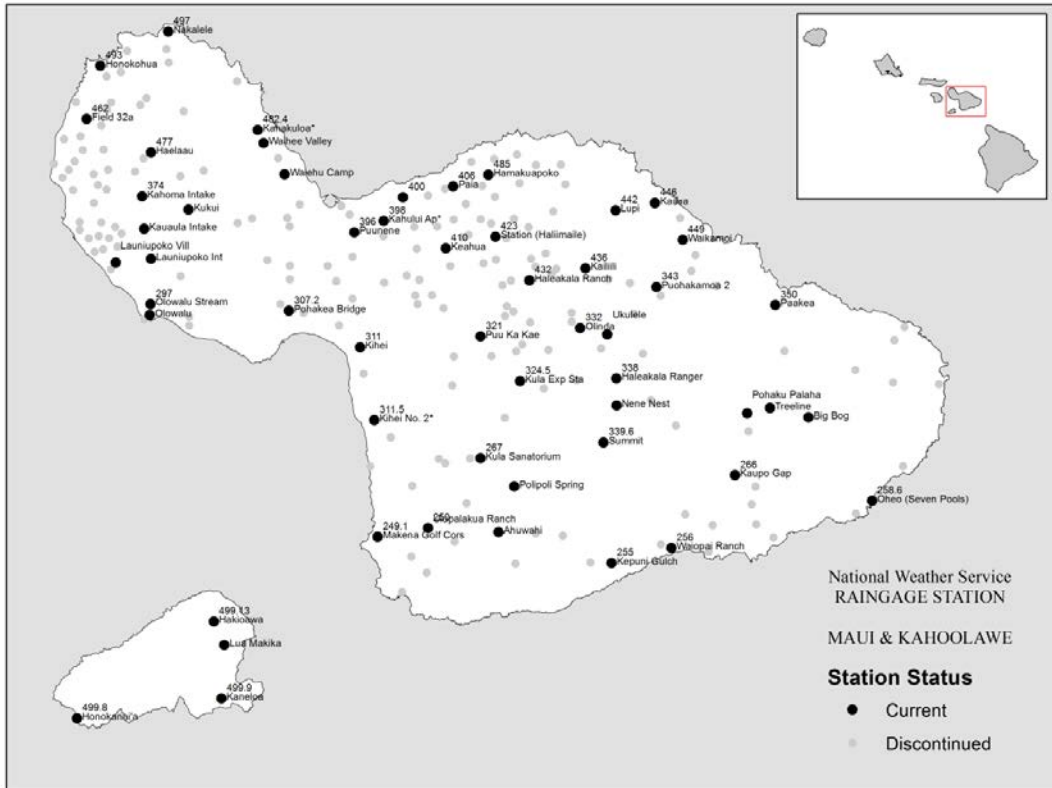 497
Nakalele
493
Honokohua
462
Field 32a
482.4
Kahakuloa*
Waihee Valley
477
Haelaau
Waiehu Camp
374
Kahoma Intake
Kukui
Kauaula Intake
Launiupoko Vill
Launiupoko Int
297
Olowalu Stream
Olowalu
307.2
Pohakea Bridge
400
406
Paia
485
Hamakuapoko
398
Kahului Ap*
396
Puunene
410
Keahua
423
Station (Haliimaile)
442
Lupi
446
Kailua
449
Waikamoi
436
Kailiili
432
Haleakala Ranch
343
Puohakamoa 2
350
Paakea
311
Kihei
321
Puu Ka Kae
332
Olinda
Ukulele
324.5
Kula Exp Sta
338
Haleakala Ranger
Nene Nest
311.5
Kihei No. 2*
Pohaku Palaha
Treeline
Big Bog
339.6
Summit
267
Kula Sanatorium
266
Kaupo Gap
Polipoli Spring
258.6
Oheo (Seven Pools)
250
Ulupalakua Ranch
249.1
Makena Golf Cors
Ahuwahi
256
Waiopai Ranch
255
Kepuni Gulch
499.13
Hakioawa
Lua Makika
499.9
Kaneloa
499.8
Honokanai'a
National Weather Service
RAINGAGE STATION
MAUI & KAHOOLAWE
Station Status
Current
Discontinued